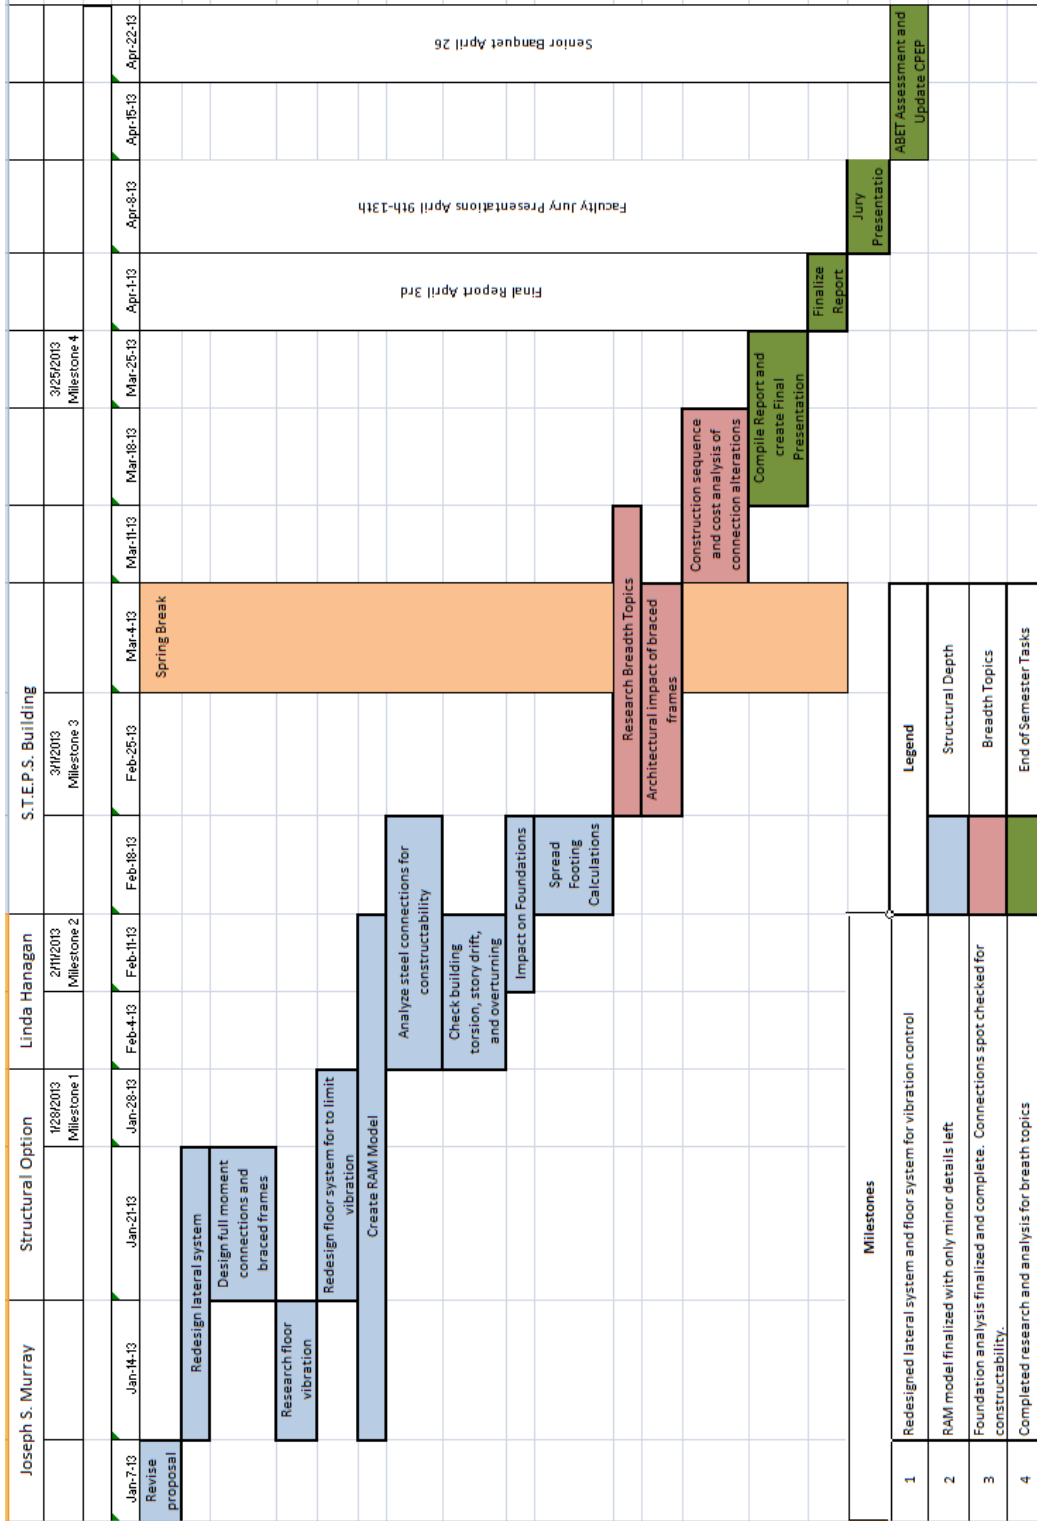 Joseph S. Murray
Structural Option
Linda Hanagan
S.T.E.P.S. Building
1/28/2013
Milestone 1
2/11/2013
Milestone 2
3/1/2013
Milestone 3
3/25/2013
Milestone 4
Jan-7-13
Jan-14-13
Jan-21-13
Jan-28-13
Feb-4-13
Feb-11-13
Feb-18-13
Feb-25-13
Mar-4-13
Mar-11-13
Mar-18-13
Mar-25-13
Apr-1-13
Apr-8-13
Apr-15-13
Apr-22-13
Revise
proposal
Redesign lateral system
Design full moment
connections and
braced frames
Research floor
vibration
Redesign floor system for to limit
vibration
Create RAM Model
Analyze steel connections for
constructability
Check building
torsion, story drift,
and overturning
Impact on Foundations
Spread
Footing
Calculations
Spring Break
Research Breadth Topics
Architectural impact of braced
frames
Construction sequence
and cost analysis of
connection alterations
Compile Report and
create Final
Presentation
Finalize
Report
Jury
Presentatio
ABET Assessment and
Update CPEP
Final Report April 3rd
Faculty Jury Presentations April 9th-13th
Senior Banquet April 26
Milestones
1
Redesigned lateral system and floor system for vibration control
2
RAM model finalized with only minor details left
3
Foundation analysis finalized and complete. Connections spot checked for
constructability.
4
Completed research and analysis for breath topics
Legend
Structural Depth
Breadth Topics
End of Semester Tasks